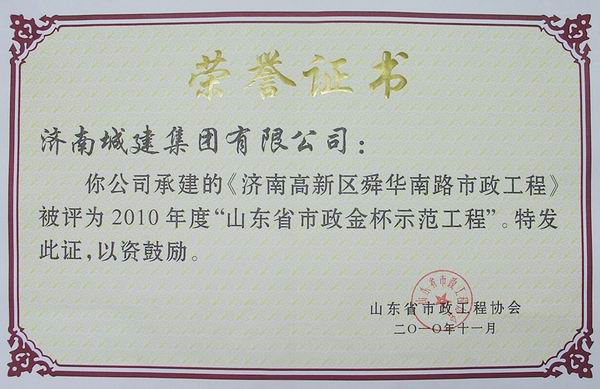 荣誉证书
济南城建集团有限公司：
你公司承建的《济南高新区舜华南路市政工程》
被评为2010年度“山东省市政金杯示范工程”。特发
此证，以资鼓励。
山东省市政工程协会
二〇一〇年十一月